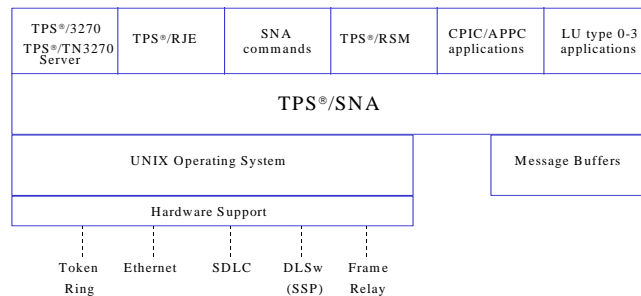 TPS®/3270
TPS®/TN3270
Server
TPS®/RJE
SNA
commands
TPS®/RSM
CPIC/APPC
applications
LU type 0-3
applications
TPS®/SNA
UNIX Operating System
Message Buffers
Hardware Support
Token
Ring
Ethernet
SDLC
DLSw
(SSP)
Frame
Relay